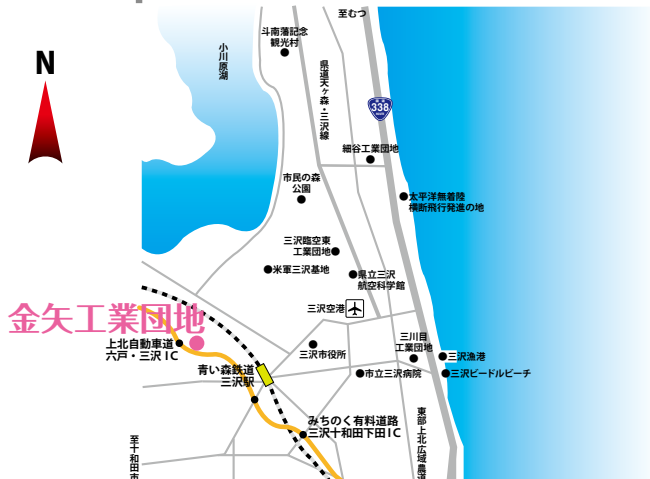 至むつ
斗南藩記念
観光村
小川原湖
N
県道天ヶ森・三沢線
338
細谷工業団地
市民の森
公園
太平洋無着陸
横断飛行発進の地
三沢臨空東
工業団地
米軍三沢基地
県立三沢
航空科学館
三沢空港
金矢工業団地
上北自動車道
六戸・三沢IC
三沢市役所
三川目
工業団地
三沢漁港
青い森鉄道
三沢駅
市立三沢病院
三沢ビードルビーチ
みちのく有料道路
三沢十和田下田IC
東部上北広域農道
至十和田市